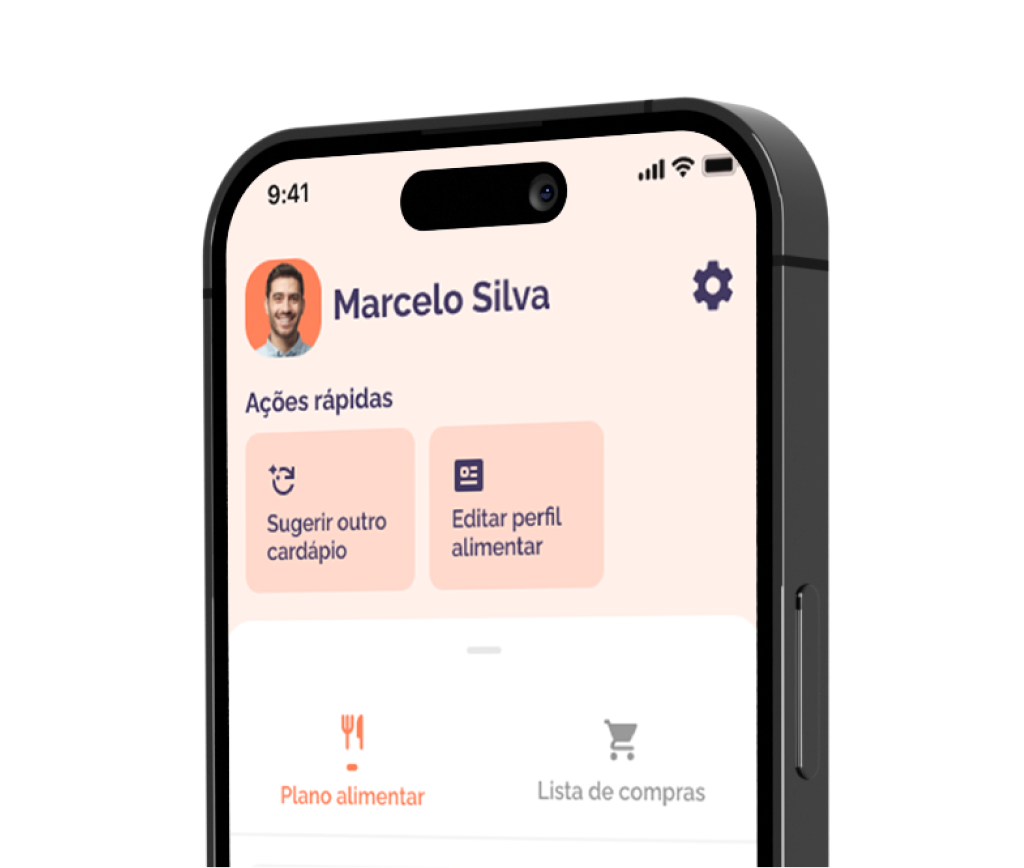 9:41
Marcelo Silva
Ações rápidas
Sugerir outro
cardápio
Editar perfil
alimentar
Plano alimentar
Lista de compras